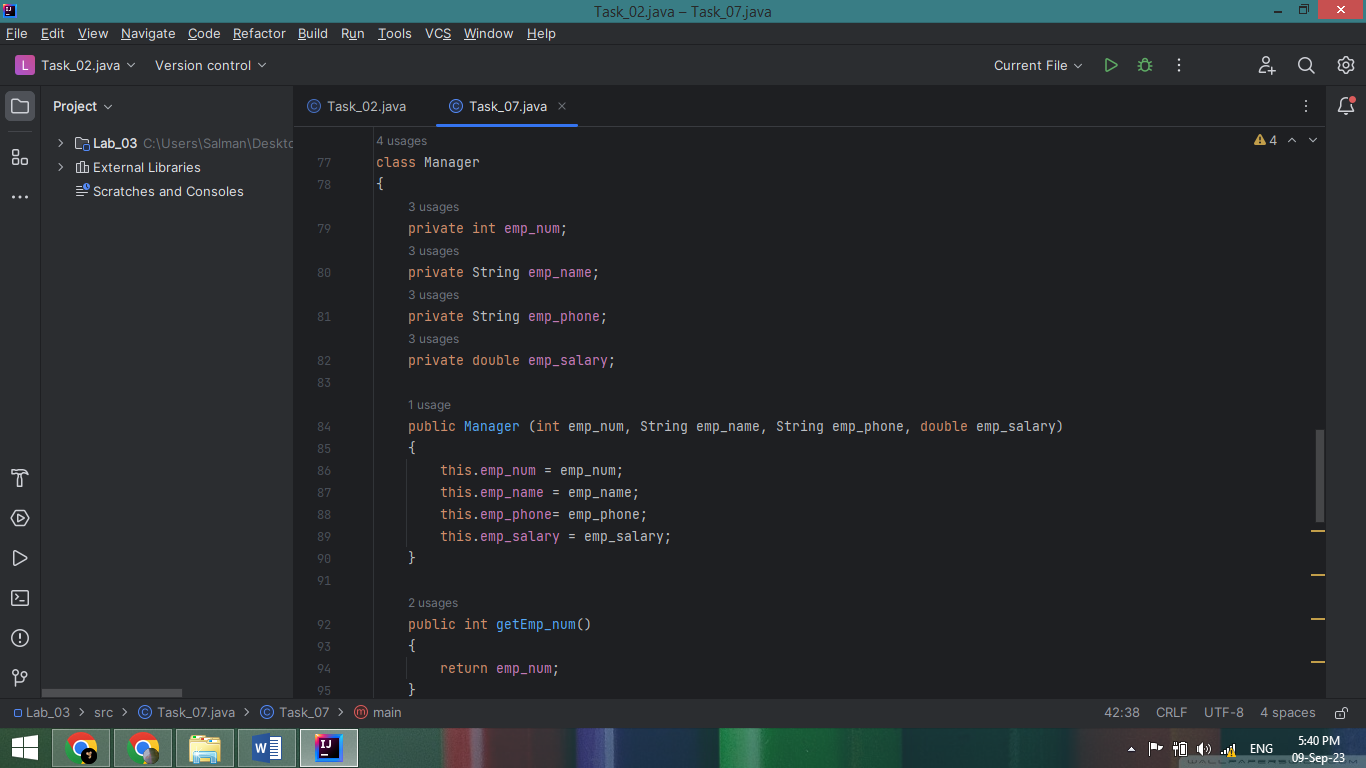 Task_02.java – Task_07.java
File Edit View Navigate Code Refactor Build Run Tools VCS Window Help
L Task_02.java Version control Current File
Project Task_02.java Task_07.java
4 usages 4
Lab_03 C:\Users\Salman\Deskto
77 class Manager
External Libraries
78 {
Scratches and Consoles
3 usages
79 private int emp_num;
3 usages
80 private String emp_name;
3 usages
81 private String emp_phone;
3 usages
82 private double emp_salary;
83
1 usage
84 public Manager (int emp_num, String emp_name, String emp_phone, double emp_salary)
85 {
86 this.emp_num = emp_num;
87 this.emp_name = emp_name;
88 this.emp_phone= emp_phone;
89 this.emp_salary = emp_salary;
90 }
91
2 usages
92 public int getEmp_num()
93 {
94 return emp_num;
95 }
Lab_03 > src > Task_07.java > Task_07 > main 42:38 CRLF UTF-8 4 spaces
ENG 5:40 PM
09-Sep-23